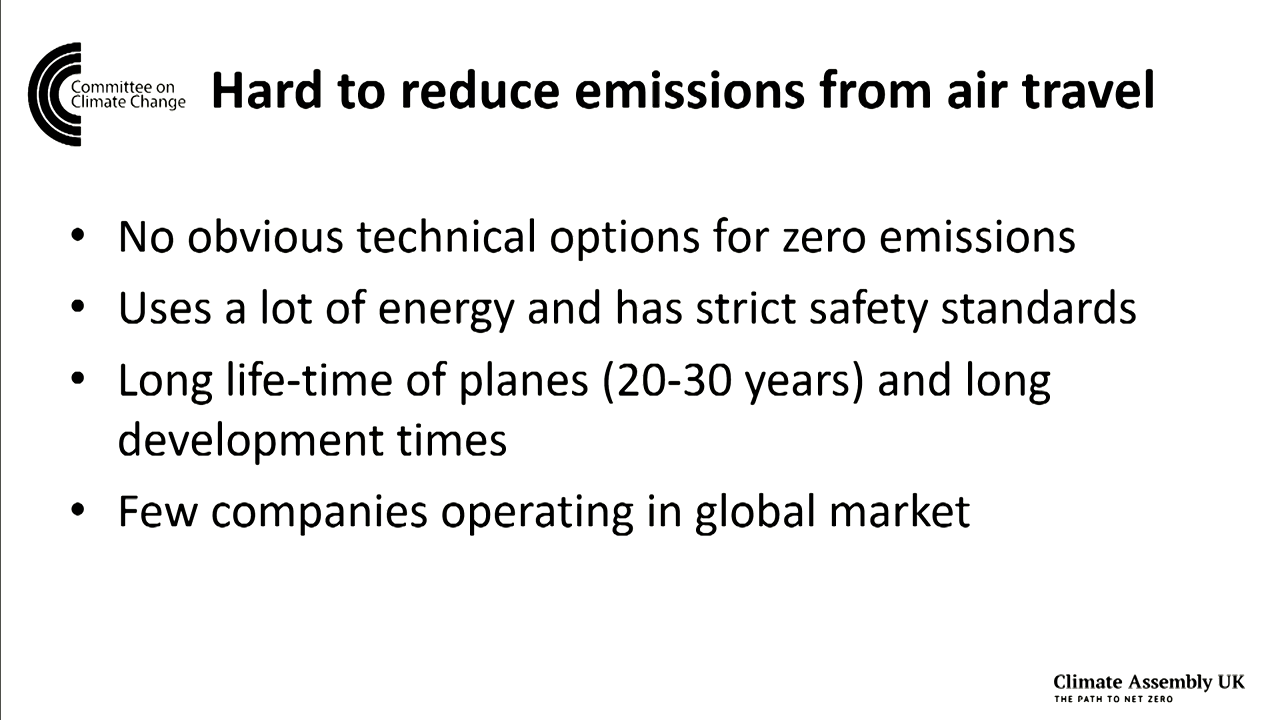 Committee on
Climate Change
Hard to reduce emissions from air travel
• No obvious technical options for zero emissions
• Uses a lot of energy and has strict safety standards
• Long life-time of planes (20-30 years) and long
development times
• Few companies operating in global market
Climate Assembly UK
THE PATH TO NET ZERO